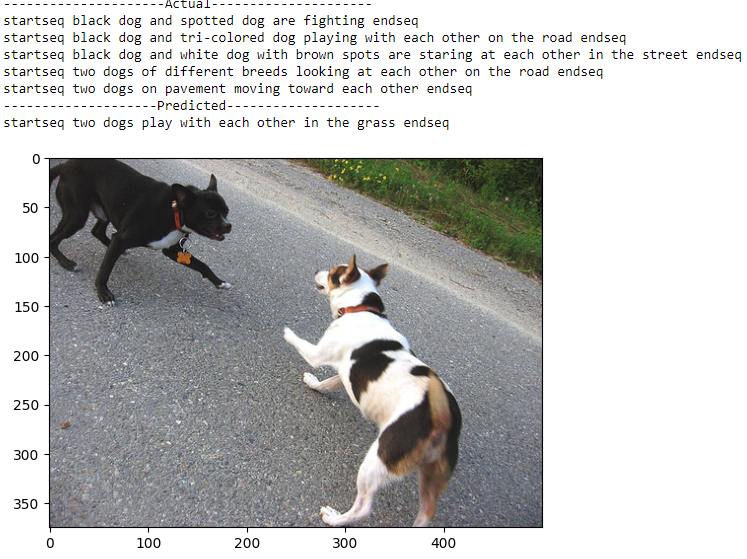 ---------------------Actual---------------------
startseq black dog and spotted dog are fighting endseq
startseq black dog and tri-colored dog playing with each other on the road endseq
startseq black dog and white dog with brown spots are staring at each other in the street endseq
startseq two dogs of different breeds looking at each other on the road endseq
startseq two dogs on pavement moving toward each other endseq
--------------------Predicted--------------------
startseq two dogs play with each other in the grass endseq
0
50
100
150
200
250
300
350
0 100 200 300 400